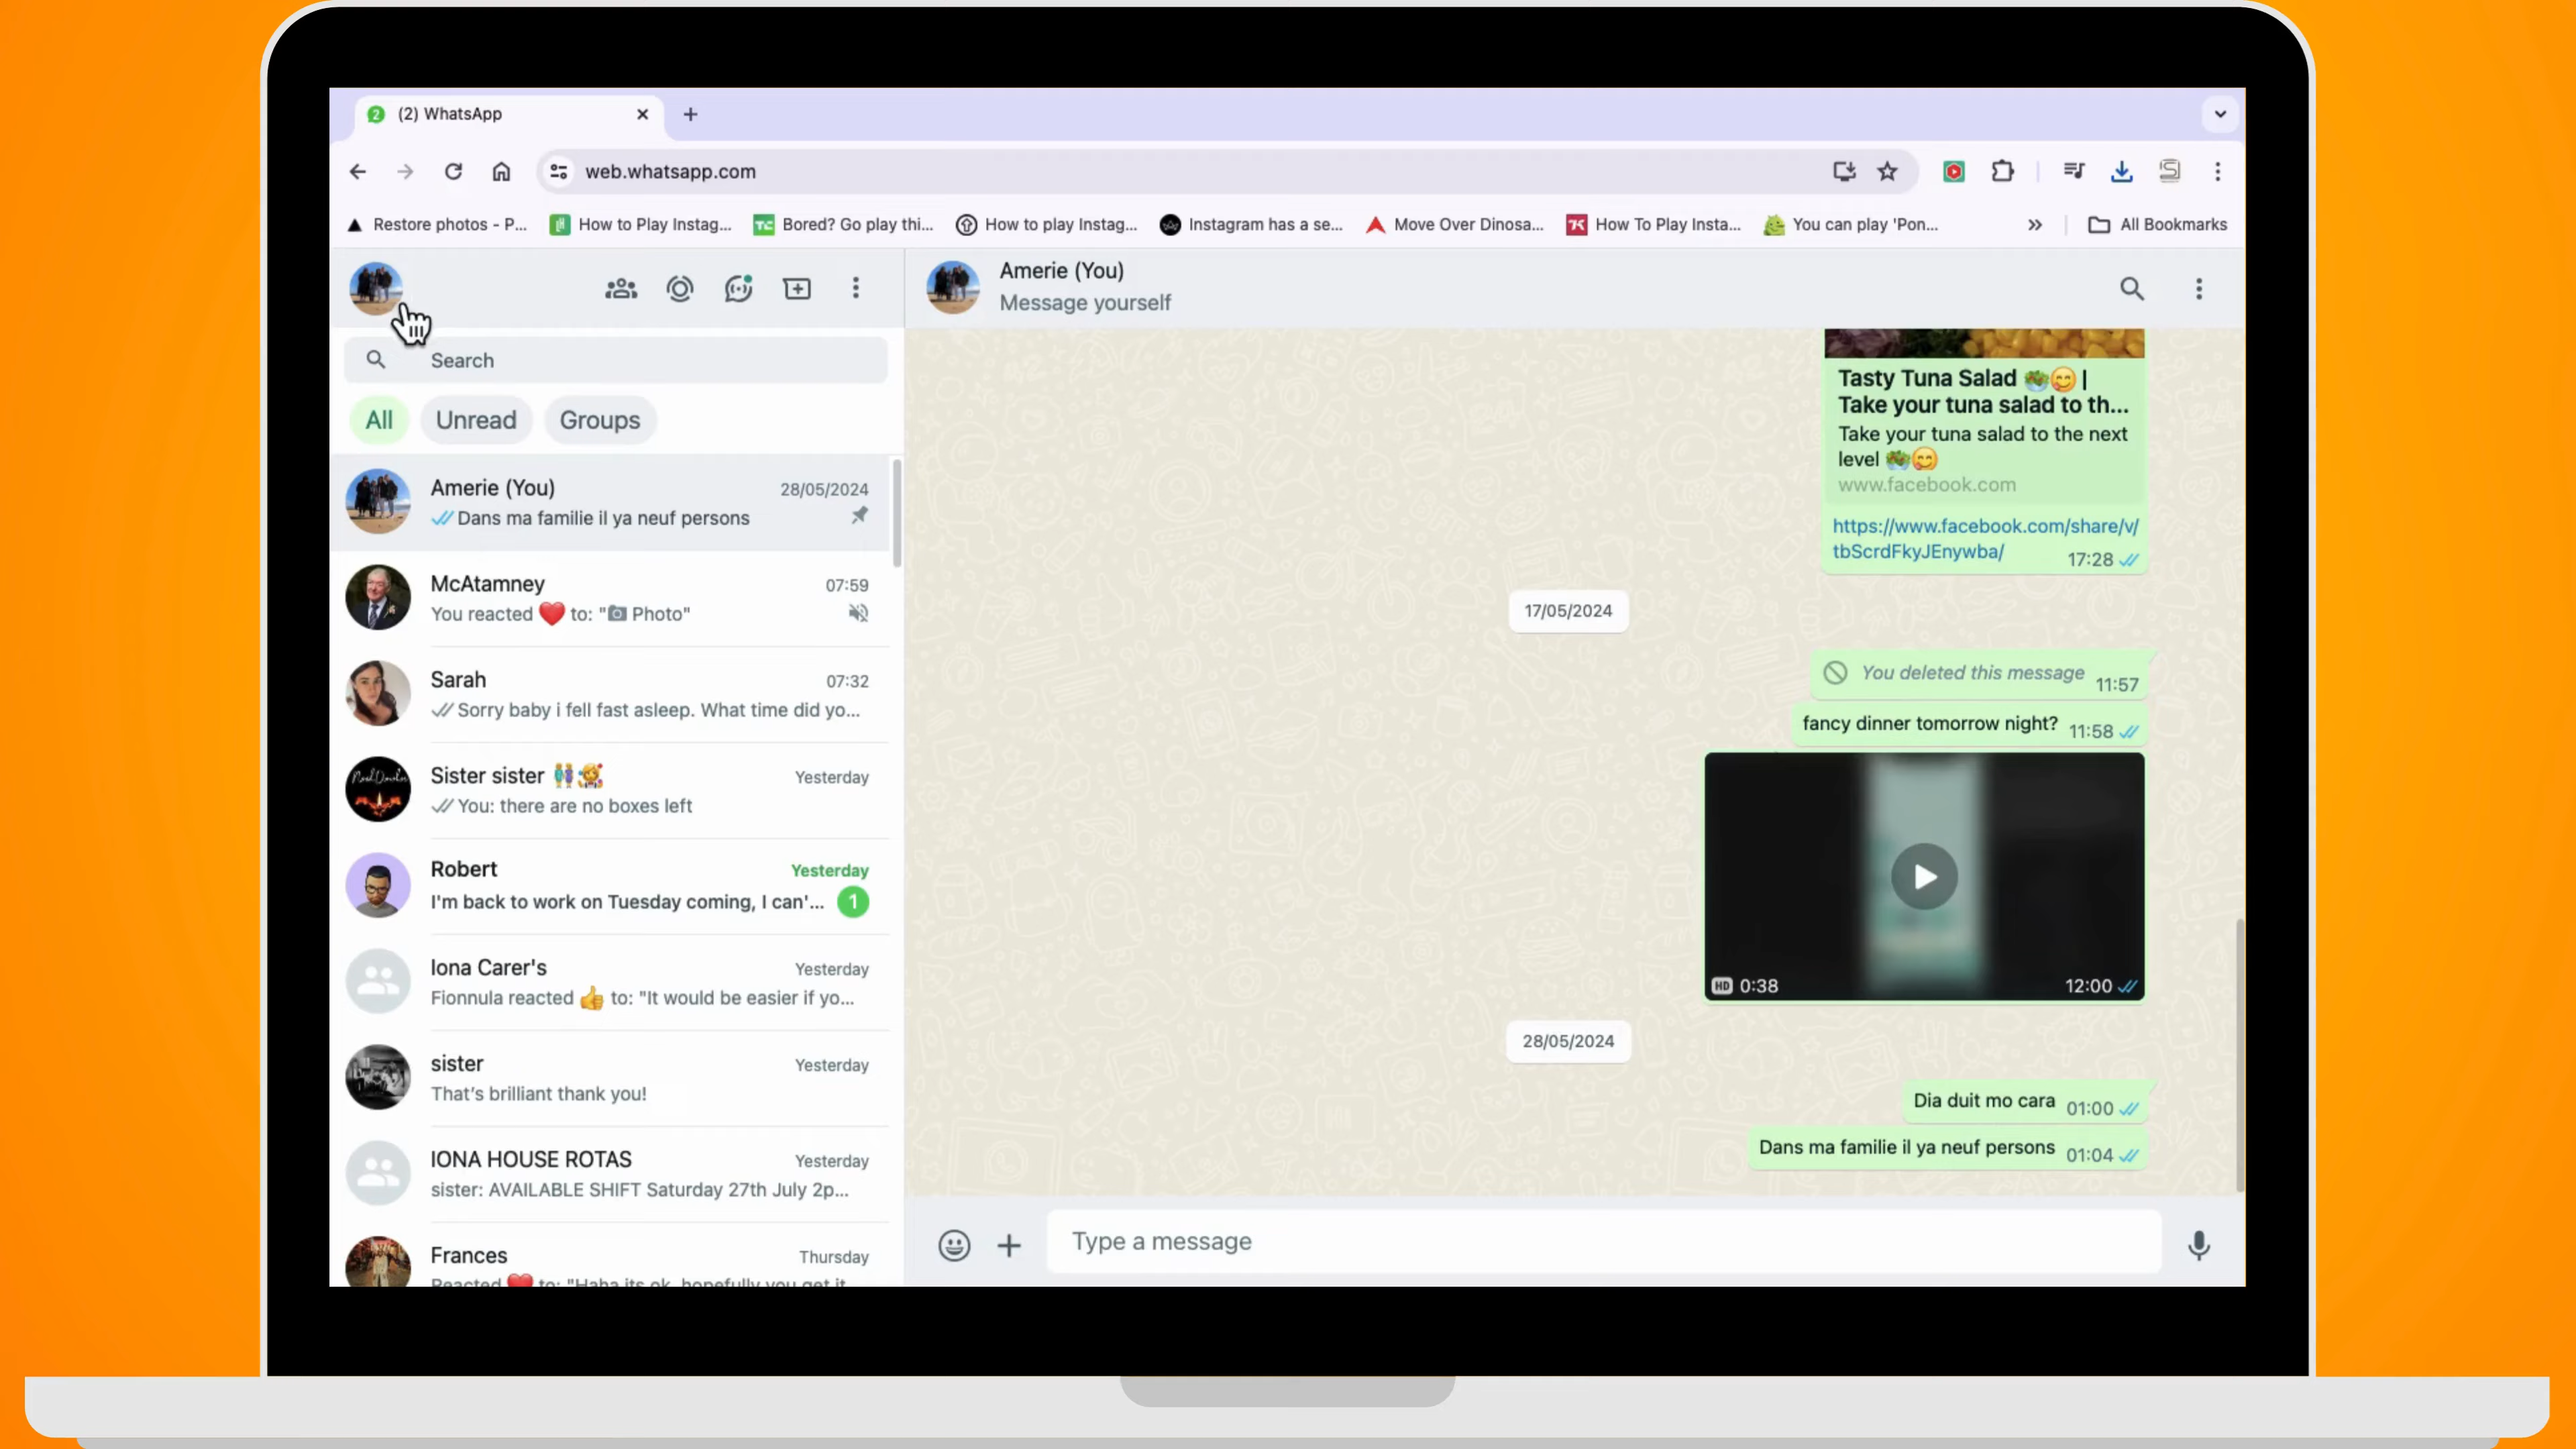 (2) WhatsApp
web.whatsapp.com
Restore photos - P...
How to Play Instag...
Bored? Go play thi...
How to play Instag...
Instagram has a se...
Move Over Dinosa...
How To Play Insta...
You can play 'Pon...
All Bookmarks
Search
All
Unread
Groups
Amerie (You)
28/05/2024
Dans ma familie il ya neuf persons
McAtamney
07:59
You reacted ❤️ to: "📷 Photo"
Sarah
07:32
Sorry baby i fell fast asleep. What time did yo...
Sister sister
Yesterday
You: there are no boxes left
Robert
Yesterday
I'm back to work on Tuesday coming, I can'...
1
Iona Carer's
Yesterday
Fionnula reacted 👍 to: "It would be easier if yo...
sister
Yesterday
That's brilliant thank you!
IONA HOUSE ROTAS
Yesterday
sister: AVAILABLE SHIFT Saturday 27th July 2p...
Frances
Thursday
Reacted ❤️ to: "Haha its ok, hopefully you get it
Amerie (You)
Message yourself
Tasty Tuna Salad 🥗😋 |
Take your tuna salad to th...
Take your tuna salad to the next
level 🥗😋
www.facebook.com
https://www.facebook.com/share/v/
tbScrdFkyJEnywba/
17:28
17/05/2024
You deleted this message
11:57
fancy dinner tomorrow night?
11:58
HD 0:38
12:00
28/05/2024
Dia duit mo cara
01:00
Dans ma familie il ya neuf persons
01:04
Type a message